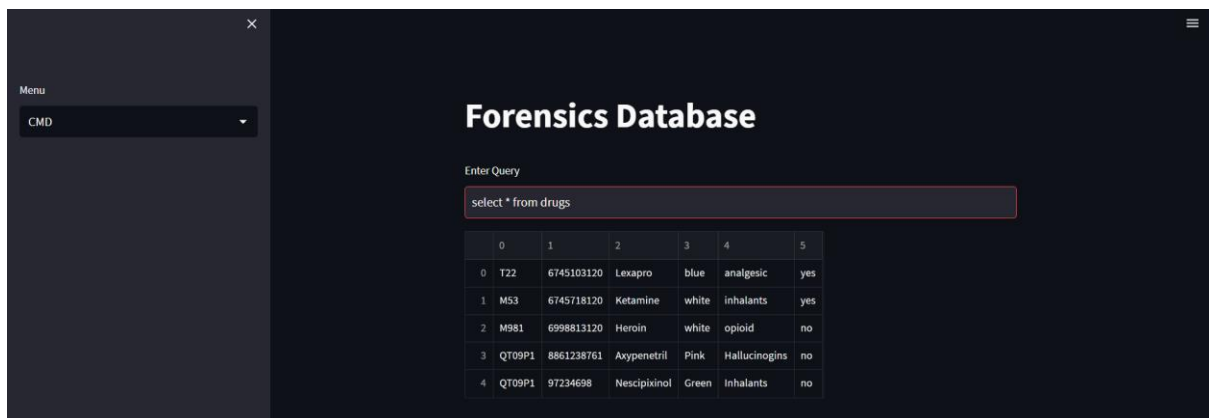 Menu
CMD
Forensics Database
Enter Query
select * from drugs
0 1 2 3 4 5
0 T22 6745103120 Lexapro blue analgesic yes
1 M53 6745718120 Ketamine white inhalants yes
2 M981 6998813120 Heroin white opioid no
3 QT09P1 8861238761 Axypenetril Pink Hallucinogins no
4 QT09P1 97234698 Nescipixinol Green Inhalants no